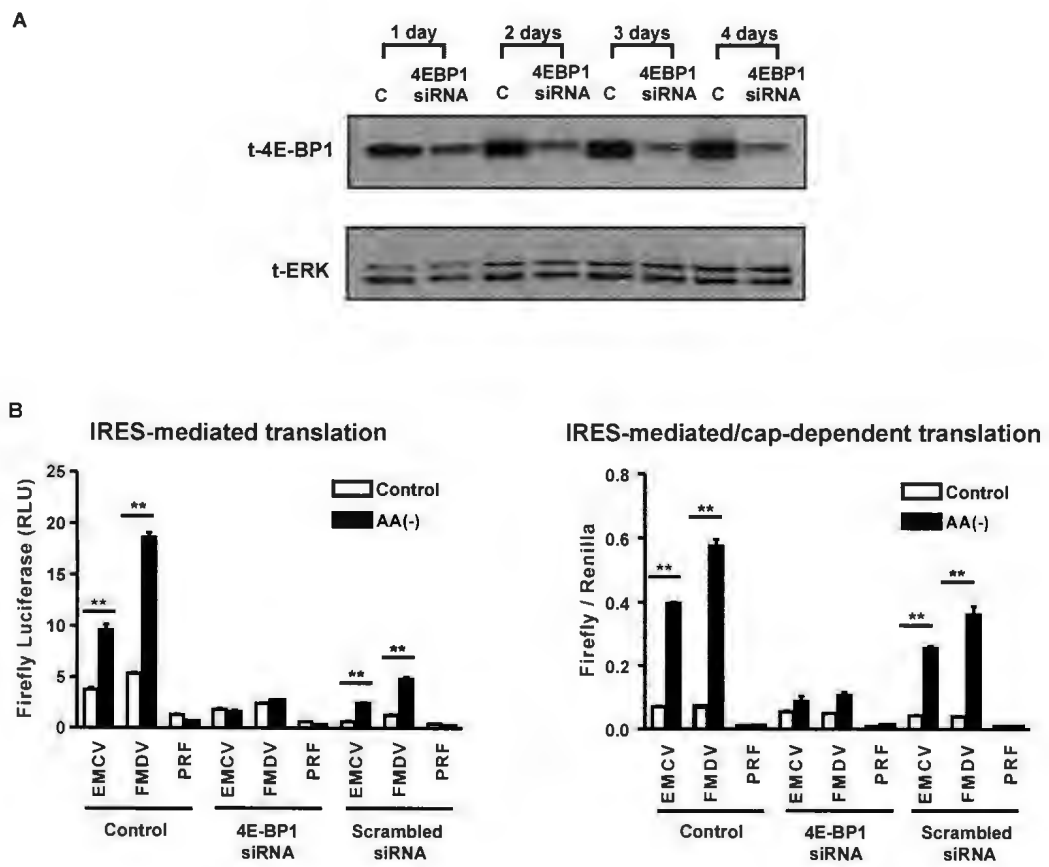 A
1 day 2 days 3 days 4 days
C 4EBP1 siRNA C 4EBP1 siRNA C 4EBP1 siRNA C 4EBP1 siRNA
t-4E-BP1
t-ERK
B
IRES-mediated translation
Firefly Luciferase (RLU)
25
20
15
10
5
0
Control
AA(-)
**
**
**
**
EMCV FMDV PRF EMCV FMDV PRF EMCV FMDV PRF
Control 4E-BP1 siRNA Scrambled siRNA
IRES-mediated/cap-dependent translation
Firefly / Renilla
0.8
0.6
0.4
0.2
0.0
Control
AA(-)
**
**
**
**
EMCV FMDV PRF EMCV FMDV PRF EMCV FMDV PRF
Control 4E-BP1 siRNA Scrambled siRNA